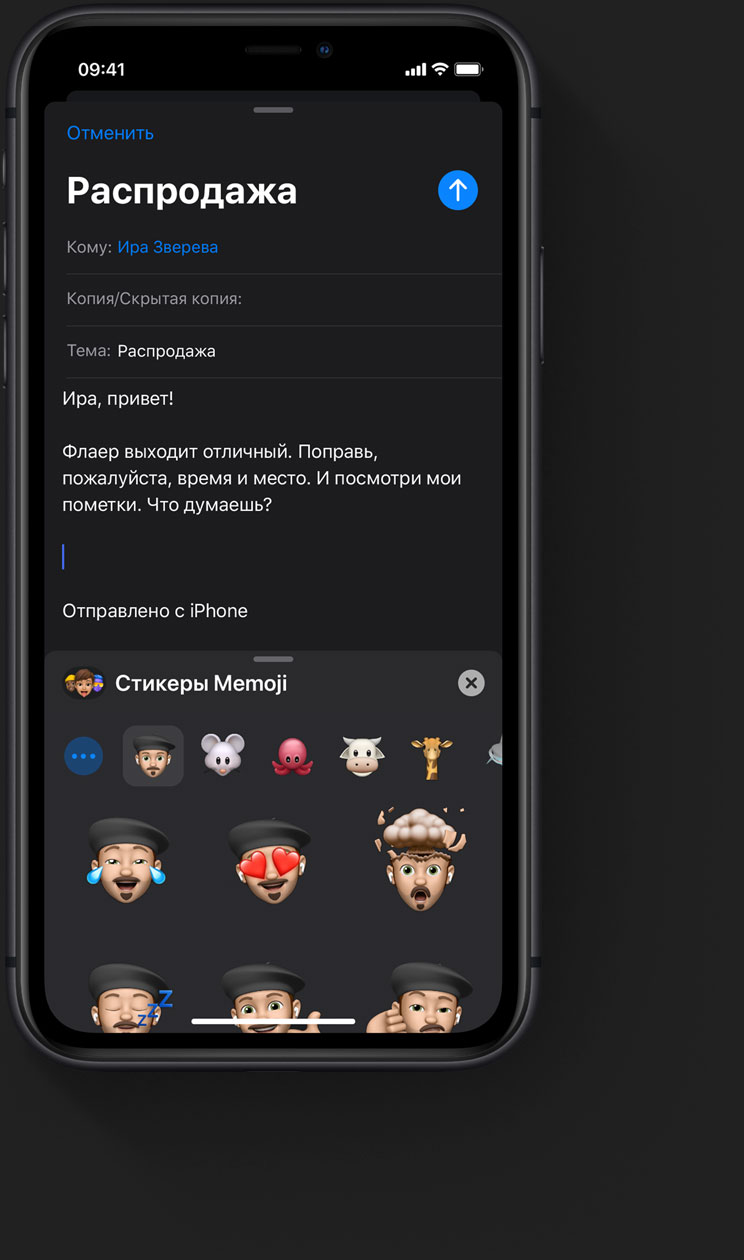 09:41
Отменить
Распродажа
Кому: Ира Зверева
Копия/Скрытая копия:
Тема: Распродажа
Ира, привет!
Флаер выходит отличный. Поправь,
пожалуйста, время и место. И посмотри мои
пометки. Что думаешь?
Отправлено с iPhone
Стикеры Memoji
zzZ